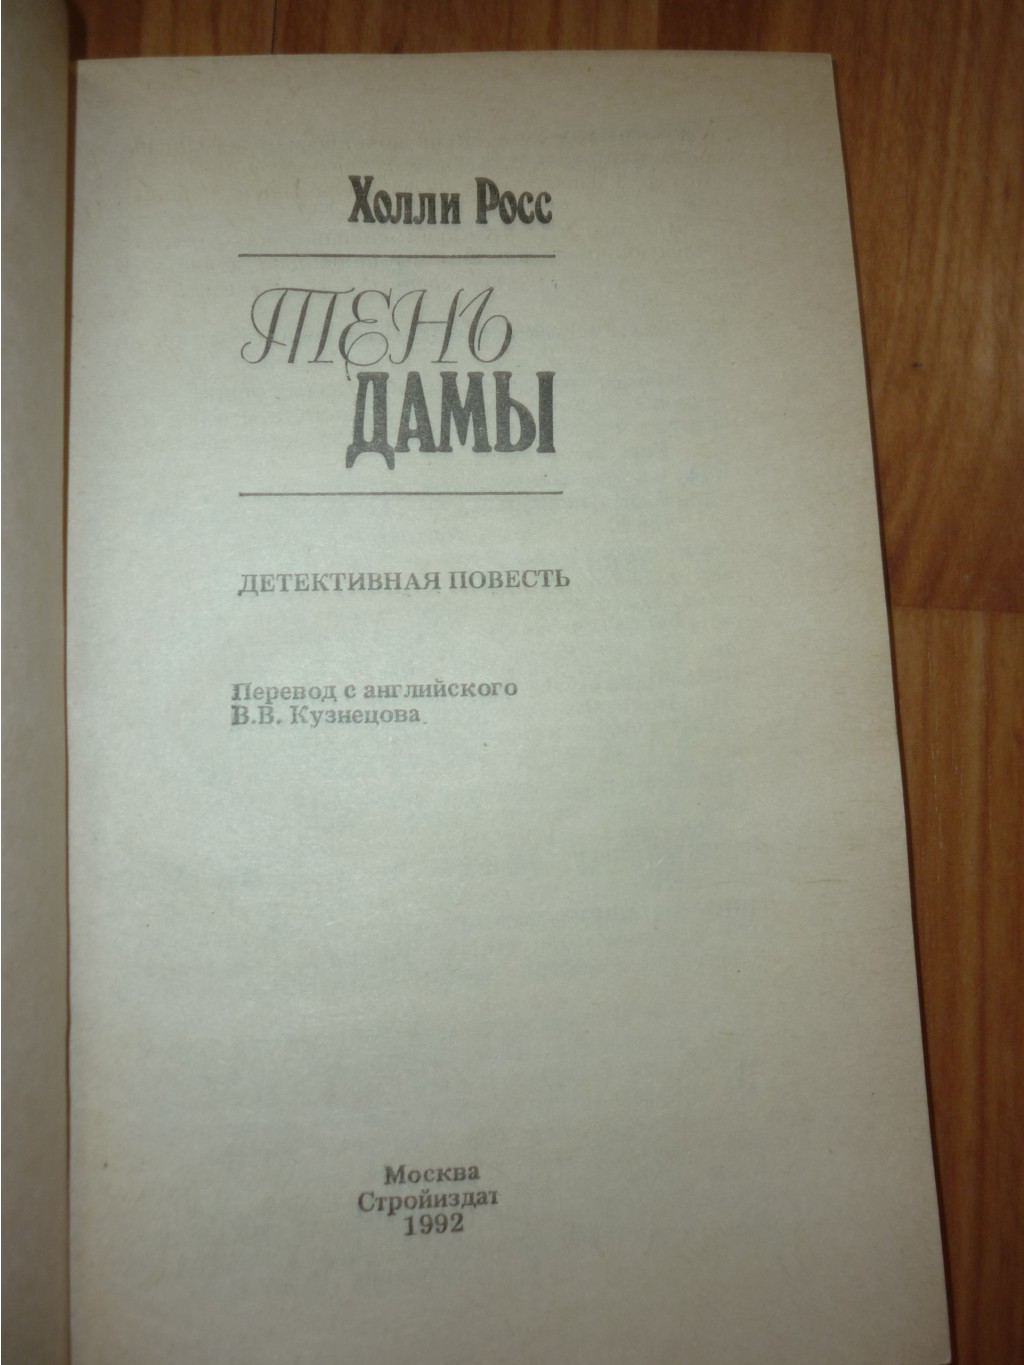 Холли Росс
ТЕНЬ
ДАМЫ
ДЕТЕКТИВНАЯ ПОВЕСТЬ
Перевод с английского
В.В. Кузнецова
Москва
Стройиздат
1992